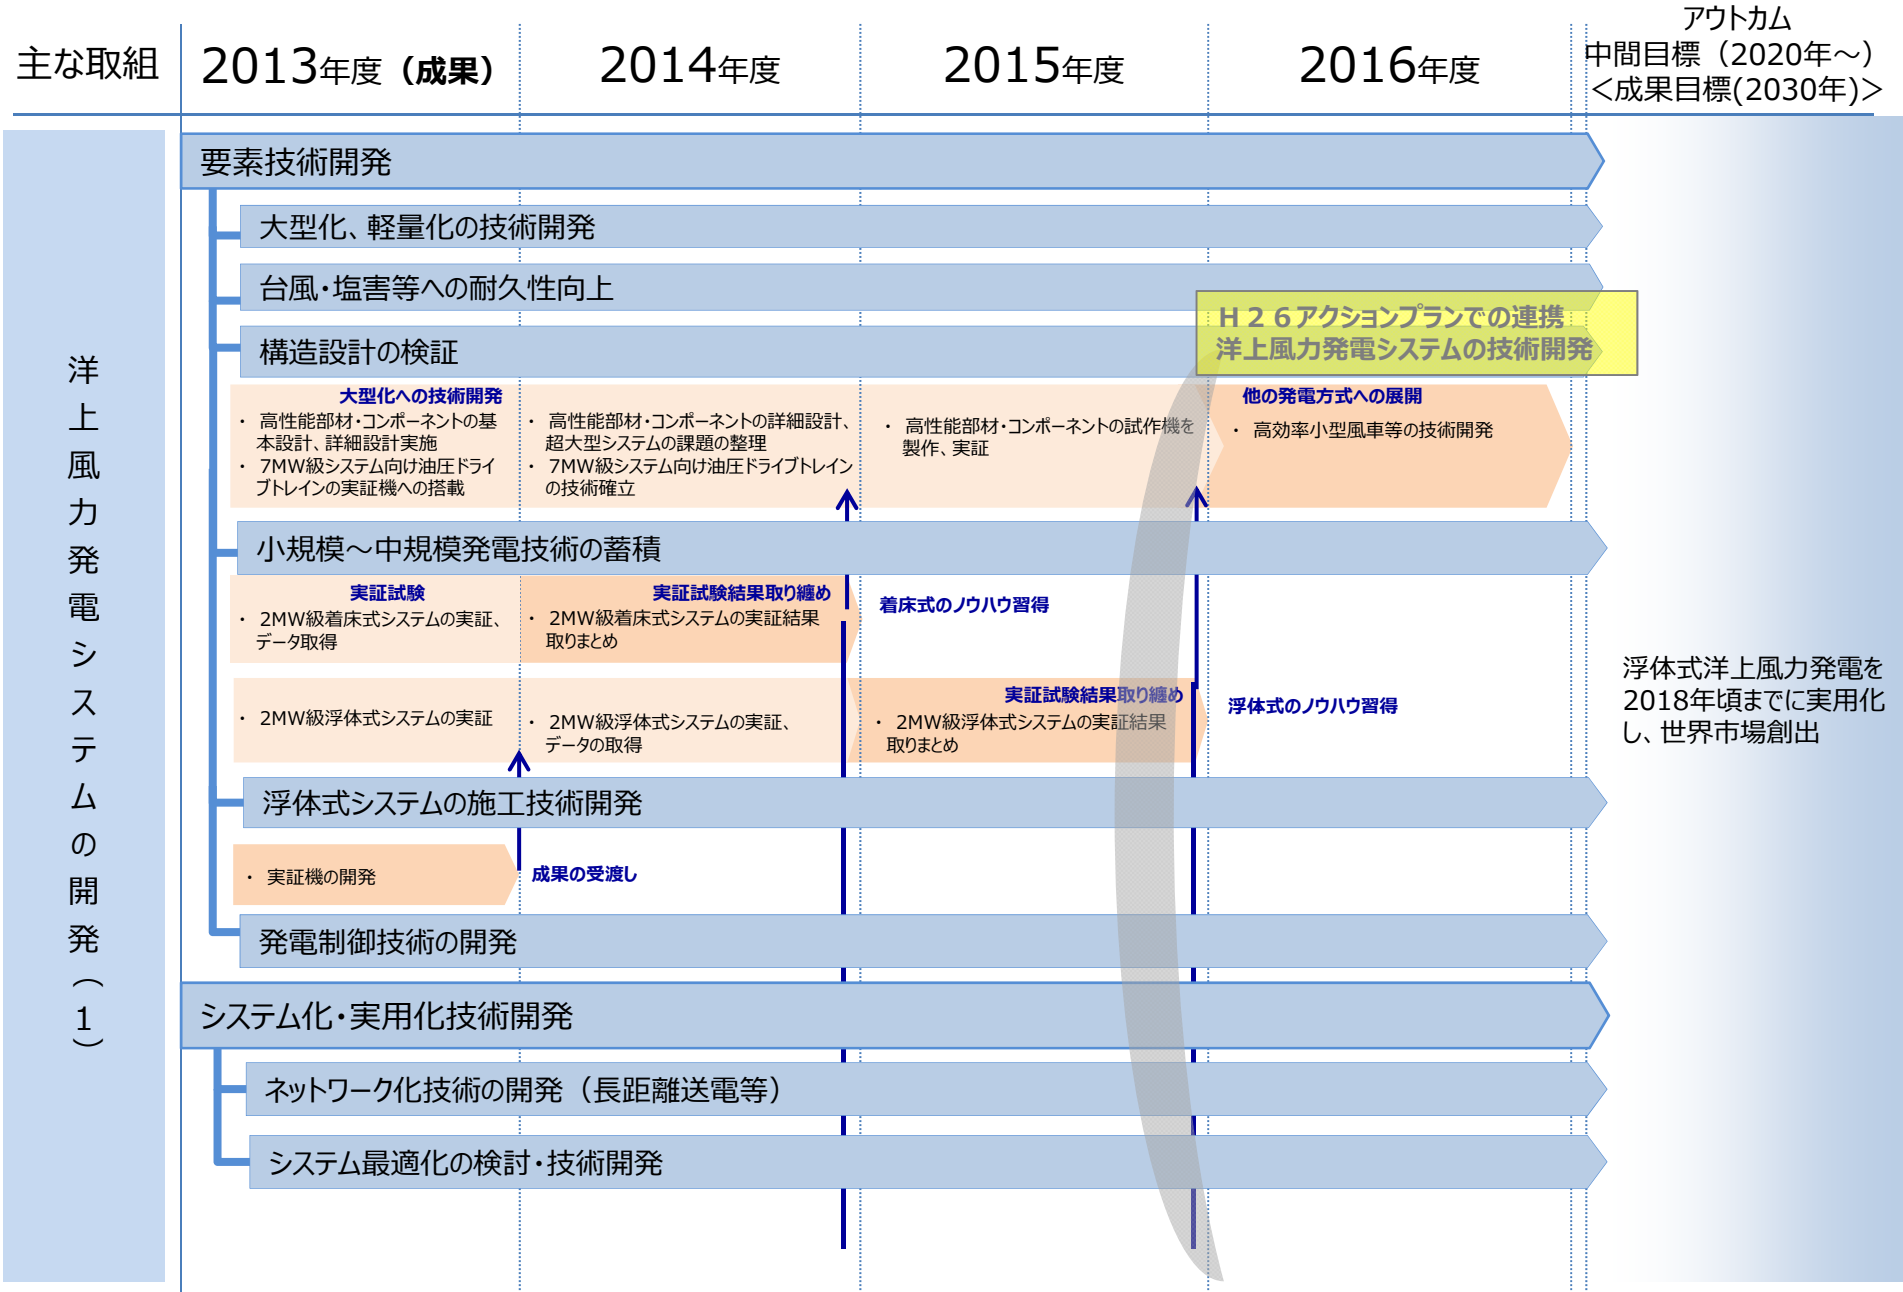 主な取組
2013年度（成果）
2014年度
2015年度
2016年度
アウトカム
中間目標（2020年～）
＜成果目標(2030年)＞
洋上風力発電システムの開発（1）
要素技術開発
大型化、軽量化の技術開発
台風・塩害等への耐久性向上
構造設計の検証
H26アクションプランでの連携
洋上風力発電システムの技術開発
大型化への技術開発
・ 高性能部材・コンポーネントの基
本設計、詳細設計実施
・ 7MW級システム向け油圧ドライ
ブトレインの実証機への搭載
・ 高性能部材・コンポーネントの詳細設計、
超大型システムの課題の整理
・ 7MW級システム向け油圧ドライブトレイン
の技術確立
・ 高性能部材・コンポーネントの試作機を
製作、実証
他の発電方式への展開
・ 高効率小型風車等の技術開発
小規模～中規模発電技術の蓄積
実証試験
・ 2MW級着床式システムの実証、
データ取得
実証試験結果取り纏め
・ 2MW級着床式システムの実証結果
取りまとめ
着床式のノウハウ習得
・ 2MW級浮体式システムの実証
・ 2MW級浮体式システムの実証、
データの取得
実証試験結果取り纏め
・ 2MW級浮体式システムの実証結果
取りまとめ
浮体式のノウハウ習得
浮体式洋上風力発電を
2018年頃までに実用化
し、世界市場創出
浮体式システムの施工技術開発
・ 実証機の開発
成果の受渡し
発電制御技術の開発
システム化・実用化技術開発
ネットワーク化技術の開発（長距離送電等）
システム最適化の検討・技術開発